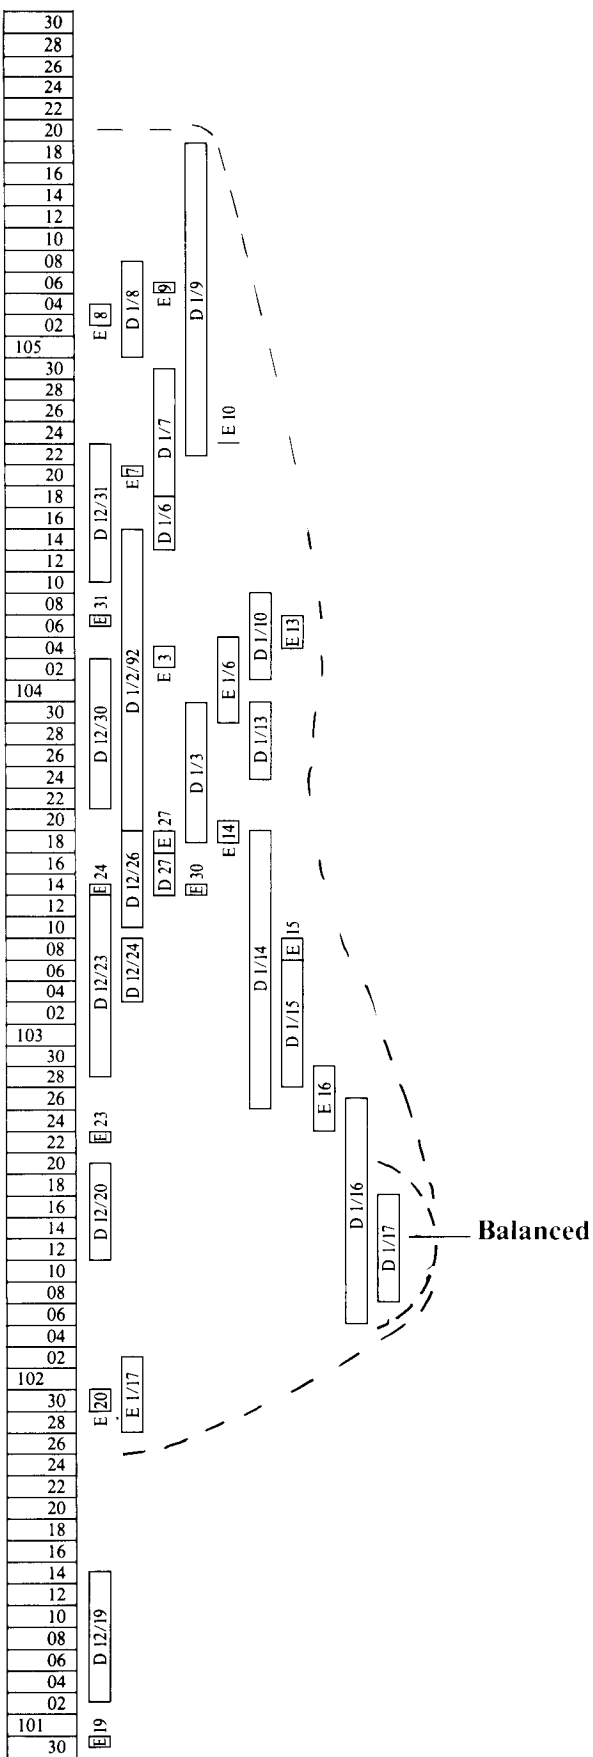 30
28
26
24
22
20
18
16
14
12
10
08
06
04
02
105
30
28
26
24
22
20
18
16
14
12
10
08
06
04
02
104
30
28
26
24
22
20
18
16
14
12
10
08
06
04
02
103
30
28
26
24
22
20
18
16
14
12
10
08
06
04
02
102
30
28
26
24
22
20
18
16
14
12
10
08
06
04
02
101
30
E 8
D 1/8
E 9
D 1/9
E 10
D 12/31
E 7
D 1/7
D 1/6
E 31
D 1/2/92
E 3
E 1/6
D 1/10
E 13
D 12/30
D 1/3
D 1/13
E 24
D 12/26
E 27
D 27
E 30
E 14
D 12/23
D 12/24
D 1/14
E 15
D 1/15
E 16
E 23
D 12/20
D 1/16
D 1/17
Balanced
E 20
E 1/17
D 12/19
E 19